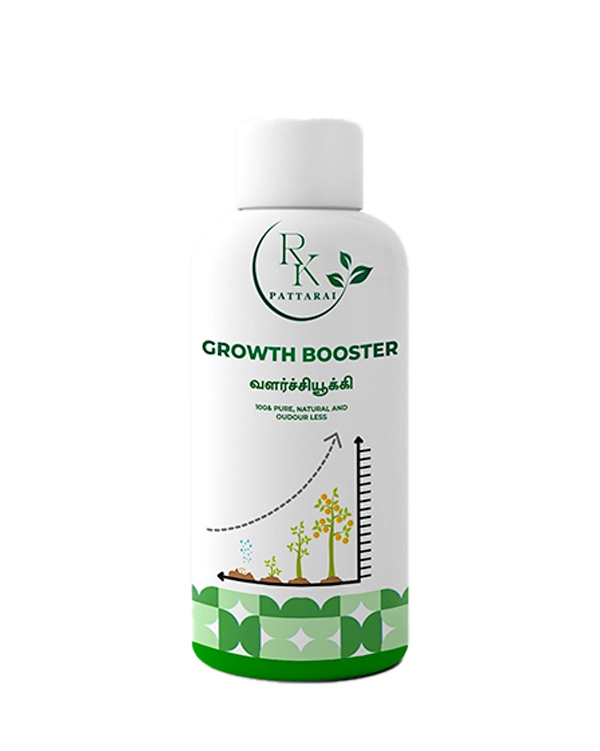 RK
PATTARAI
GROWTH BOOSTER
வளர்ச்சியூக்கி
100& PURE, NATURAL AND
OUDOUR LESS